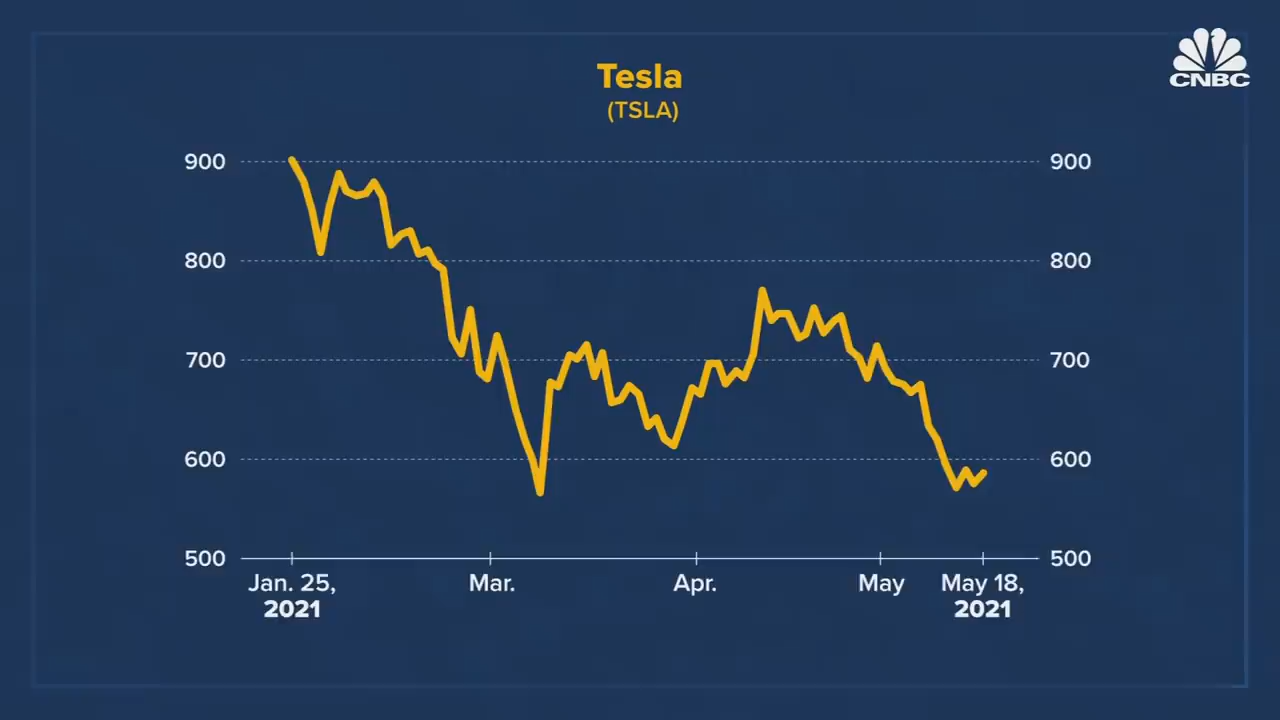 CNBC
Tesla
(TSLA)
900 900
800 800
700 700
600 600
500 500
Jan. 25, Mar. Apr. May May 18,
2021 2021